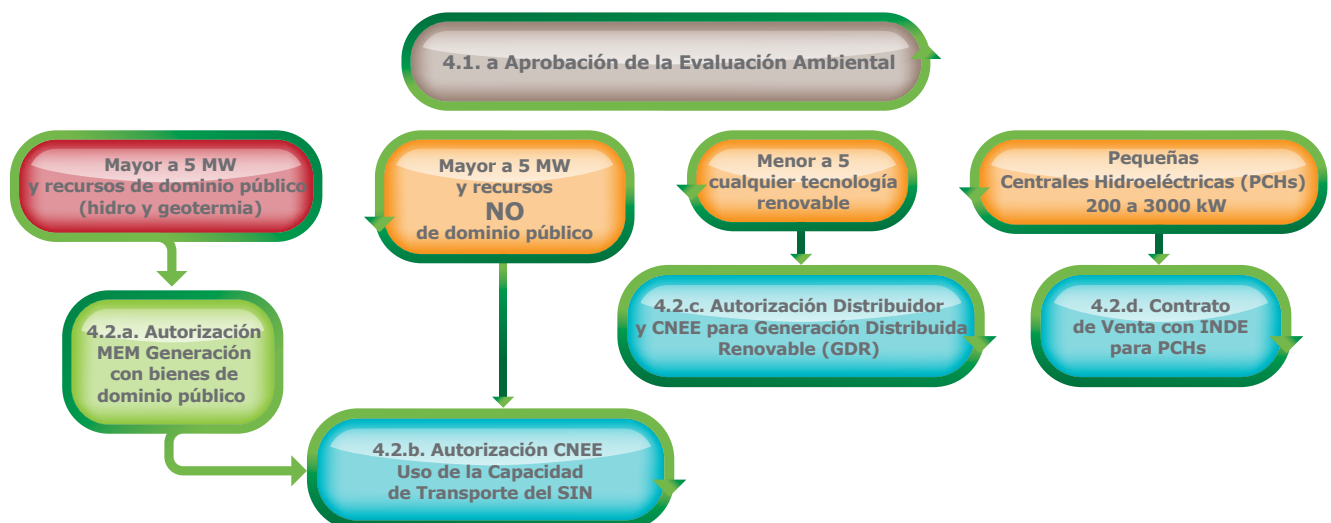 4.1. a Aprobación de la Evaluación Ambiental
Mayor a 5 MW
y recursos de dominio público
(hidro y geotermia)
Mayor a 5 MW
y recursos
NO
de dominio público
Menor a 5
cualquier tecnología
renovable
Pequeñas
Centrales Hidroeléctricas (PCHs)
200 a 3000 kW
4.2.a. Autorización
MEM Generación
con bienes de
dominio público
4.2.c. Autorización Distribuidor
y CNEE para Generación Distribuida
Renovable (GDR)
4.2.d. Contrato
de Venta con INDE
para PCHs
4.2.b. Autorización CNEE
Uso de la Capacidad
de Transporte del SIN